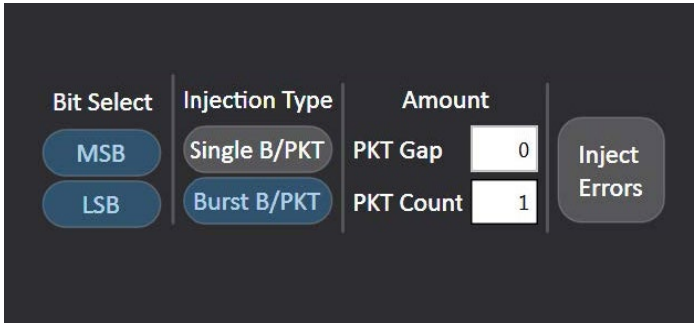 Bit Select
MSB
LSB
Injection Type
Single B/PKT
Burst B/PKT
Amount
PKT Gap 0
PKT Count 1
Inject
Errors